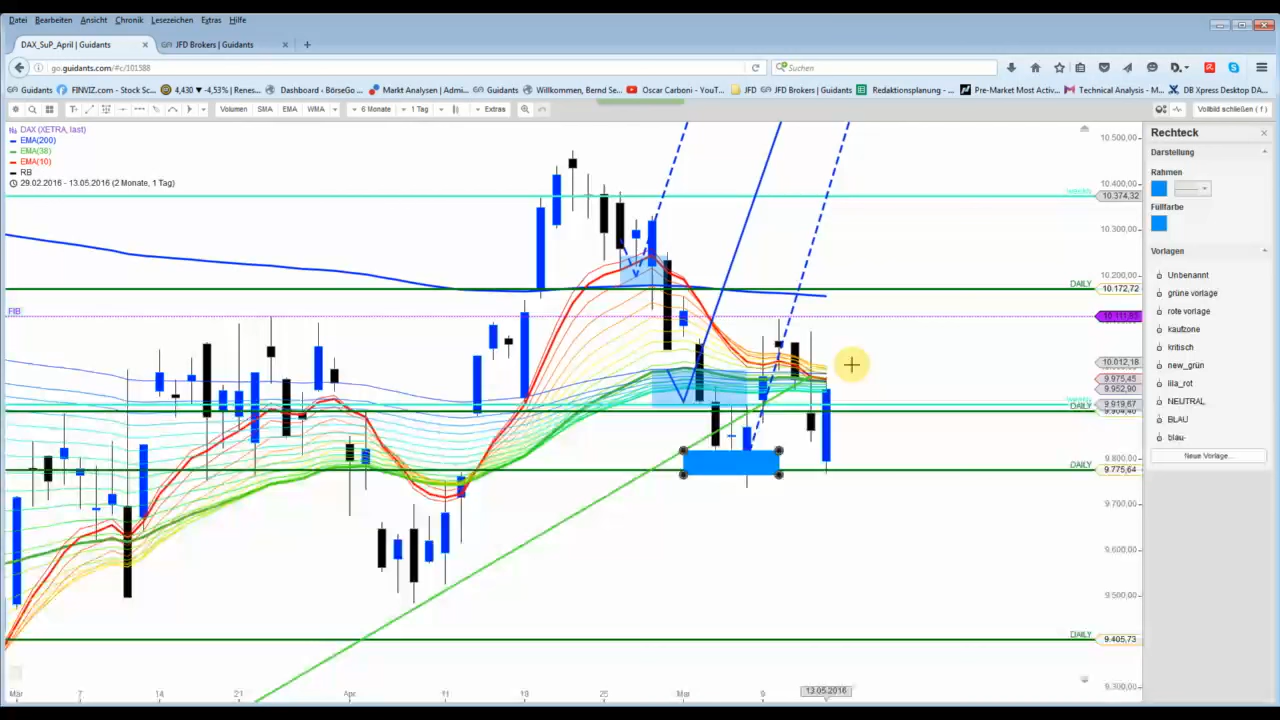 Datei Bearbeiten Ansicht Chronik Lesezeichen Extras Hilfe
DAX_SuP_April | Guidants × JFD Brokers | Guidants × +
go.guidants.com/#c/101588 Suchen
Guidants FINVIZ.com - Stock Sc... 4,430 ▼ -4,53% | Renes... Dashboard - BörseGo ... Markt Analysen | Admi... Guidants Willkommen, Bernd Se... Oscar Carboni - YouT... JFD JFD Brokers | Guidants Redaktionsplanung - ... Pre-Market Most Activ... Technical Analysis - M... DB Xpress Desktop DA...
Volumen SMA EMA WMA 6 Monate 1 Tag Extras Vollbild schließen ( f )
DAX (XETRA, last)
EMA(200)
EMA(38)
EMA(10)
RB
29.02.2016 - 13.05.2016 (2 Monate, 1 Tag)
10.500,00
10.400,00
10.374,32
10.300,00
10.200,00
DAILY 10.172,72
FIB 10.111,83
10.012,18
9.975,45
9.952,90
9.919,67
DAILY
9.800,00
DAILY 9.775,64
9.700,00
9.600,00
9.500,00
DAILY 9.405,73
9.300,00
Mär 7 14 21 Apr 11 18 25 Mai 9 13.05.2016
Rechteck
Darstellung
Rahmen
Füllfarbe
Vorlagen
Unbenannt
grüne vorlage
rote vorlage
kaufzone
kritisch
new_grün
lila_rot
NEUTRAL,
BLAU
blau-
Neue Vorlage...